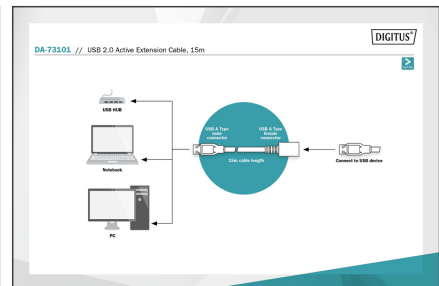 DIGITUS®
DA-73101 // USB 2.0 Active Extension Cable, 15m
USB HUB
USB A Type
male
connector
USB A Type
female
connector
15m cable length
Notebook
Connect to USB device
PC